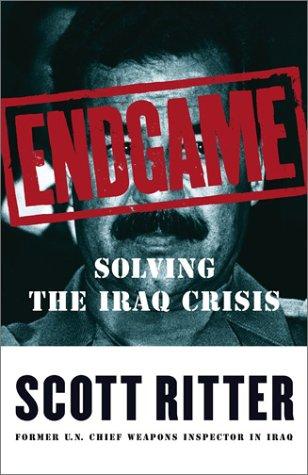 ENDGAME
SOLVING
THE IRAQ CRISIS
SCOTT RITTER
FORMER U.N. CHIEF WEAPONS INSPECTOR IN IRAQ